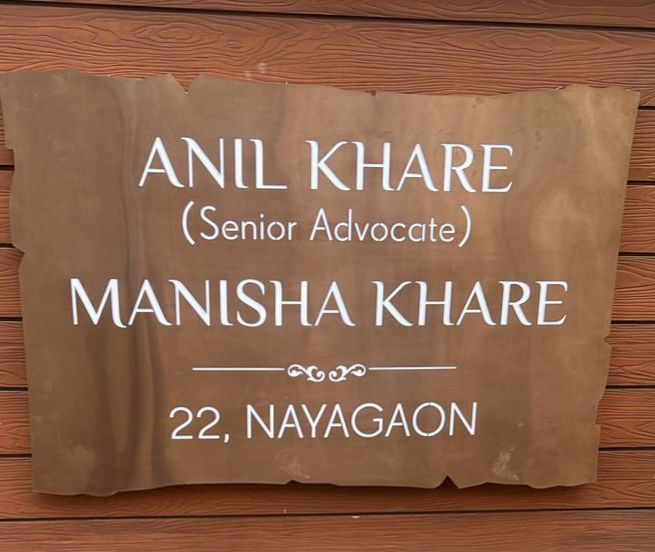 ANIL KHARE
(Senior Advocate)
MANISHA KHARE
22, NAYAGAON